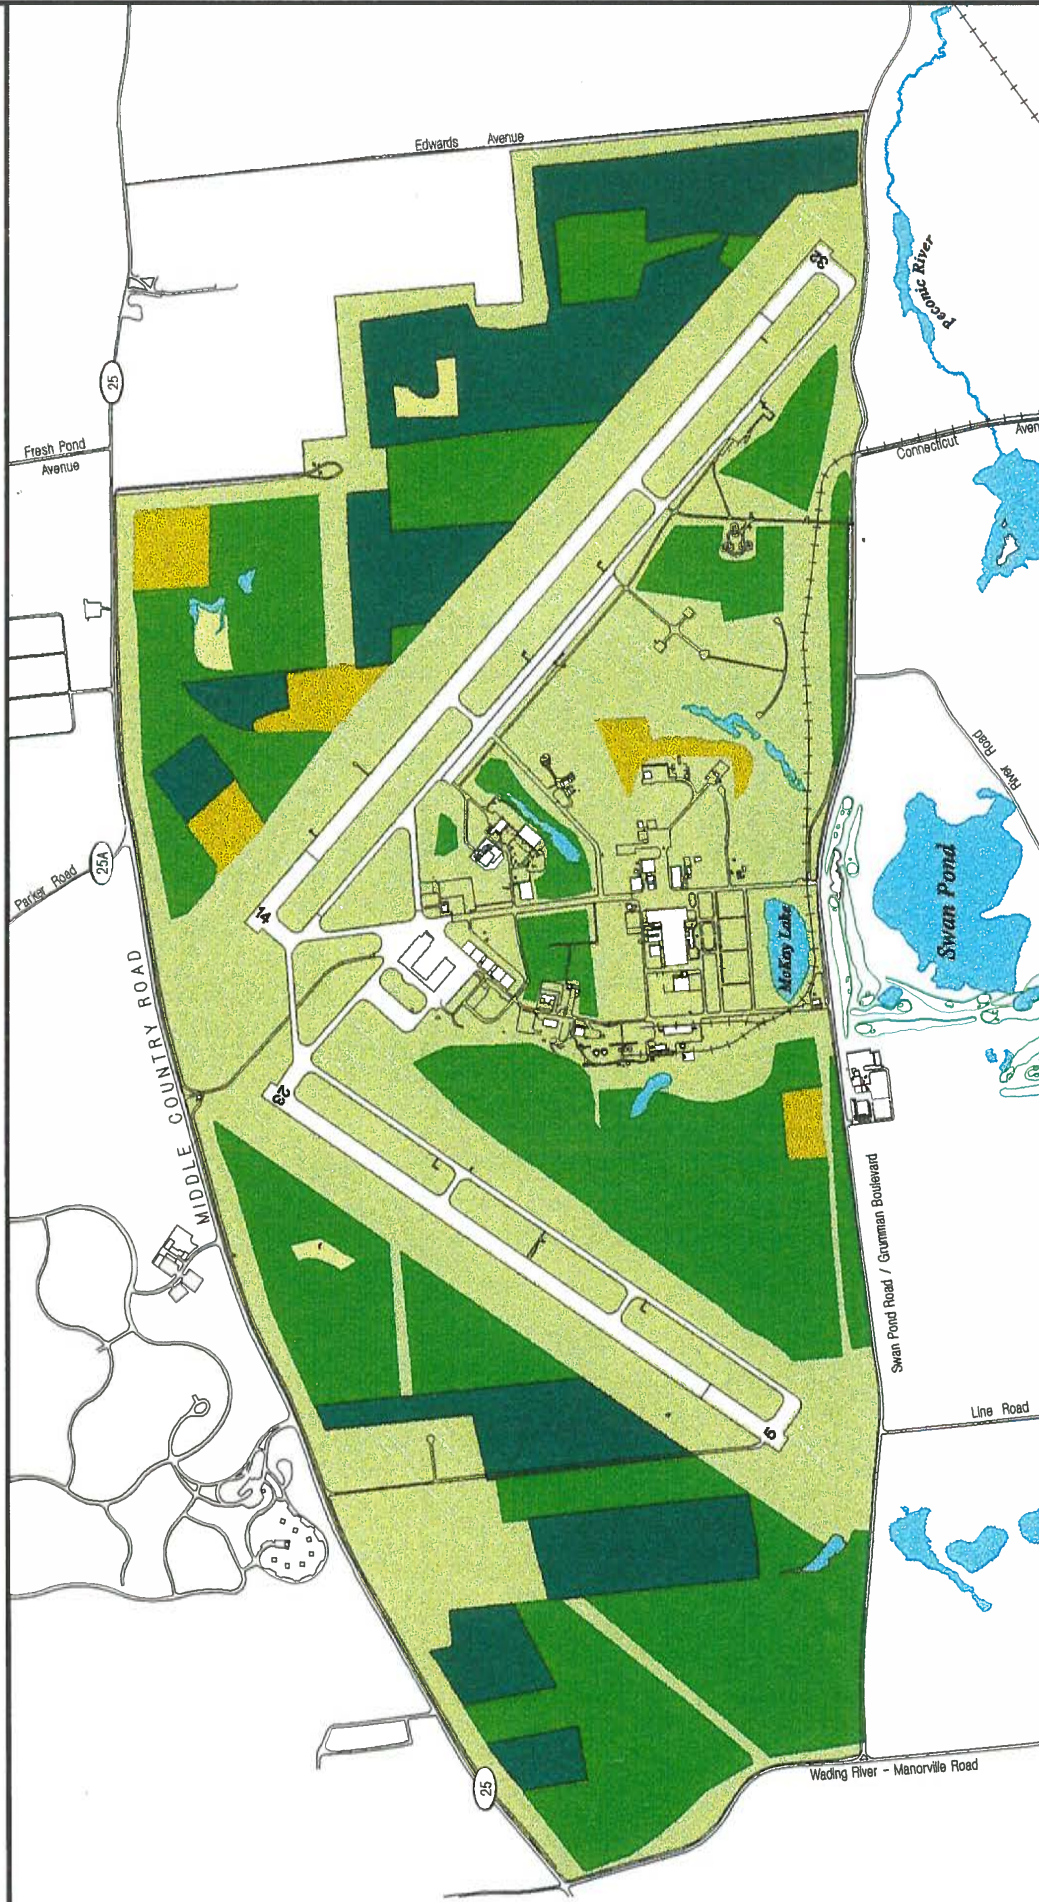 Edwards Avenue
32
Peconic River
25
Fresh Pond
Avenue
Connecticut Aven
River Road
25A
Parker Road
14
McKay Lake
Swan Pond
MIDDLE COUNTRY ROAD
23
Swan Pond Road / Grumman Boulevard
5
Line Road
25
Wading River - Manorville Road